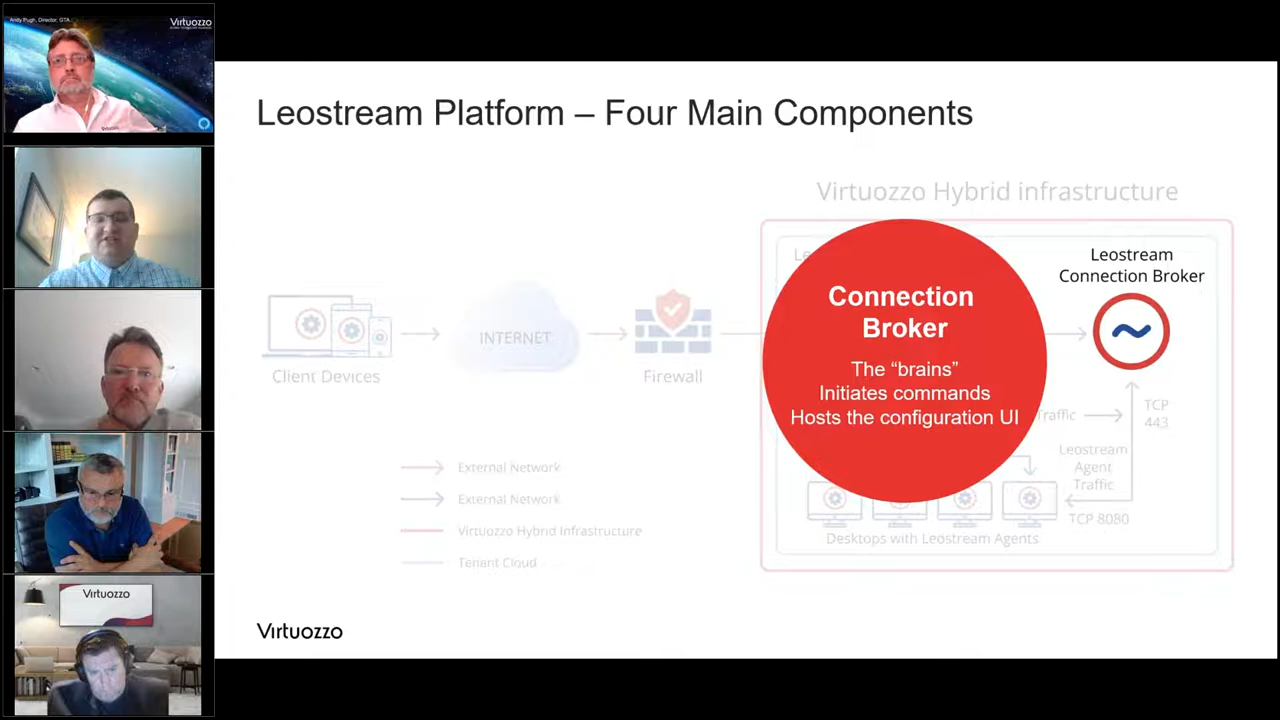 Andy Pugh, Director, GTA
Virtuozzo
Leostream Platform – Four Main Components
Virtuozzo Hybrid infrastructure
Le
Leostream
Connection Broker
Connection
Broker
The “brains”
Initiates commands
Hosts the configuration UI
INTERNET
Client Devices
Firewall
Traffic
TCP
443
Leostream
Agent
Traffic
TCP 8080
Desktops with Leostream Agents
External Network
External Network
Virtuozzo Hybrid Infrastructure
Tenant Cloud
Virtuozzo
Virtuozzo